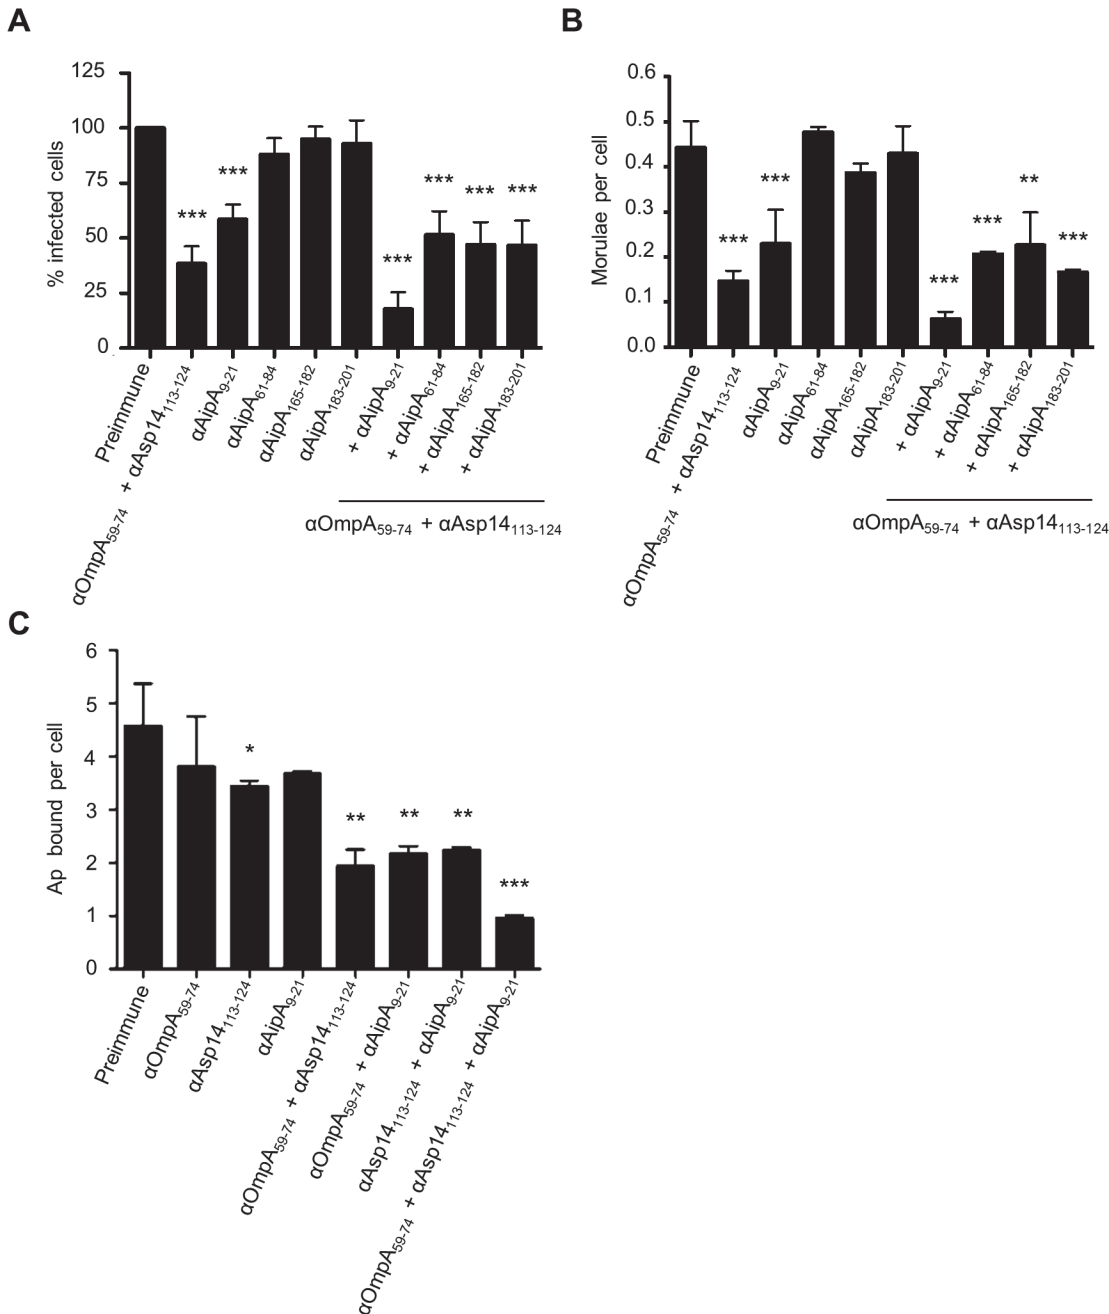 A
% infected cells
125
100
75
50
25
0
***
***
***
***
***
***
Preimmune
αOmpA59-74 + αAsp14113-124
αAipA9-21
αAipA61-84
αAipA165-182
αAipA183-201
+ αAipA9-21
+ αAipA61-84
+ αAipA165-182
+ αAipA183-201
αOmpA59-74 + αAsp14113-124
B
Morulae per cell
0.6
0.5
0.4
0.3
0.2
0.1
0.0
***
***
***
***
**
***
Preimmune
αOmpA59-74 + αAsp14113-124
αAipA9-21
αAipA61-84
αAipA165-182
αAipA183-201
+ αAipA9-21
+ αAipA61-84
+ αAipA165-182
+ αAipA183-201
αOmpA59-74 + αAsp14113-124
C
Ap bound per cell
6
5
4
3
2
1
0
*
**
**
**
***
Preimmune
αOmpA59-74
αAsp14113-124
αAipA9-21
αOmpA59-74 + αAsp14113-124
αOmpA59-74 + αAipA9-21
αAsp14113-124 + αAipA9-21
αOmpA59-74 + αAsp14113-124 + αAipA9-21